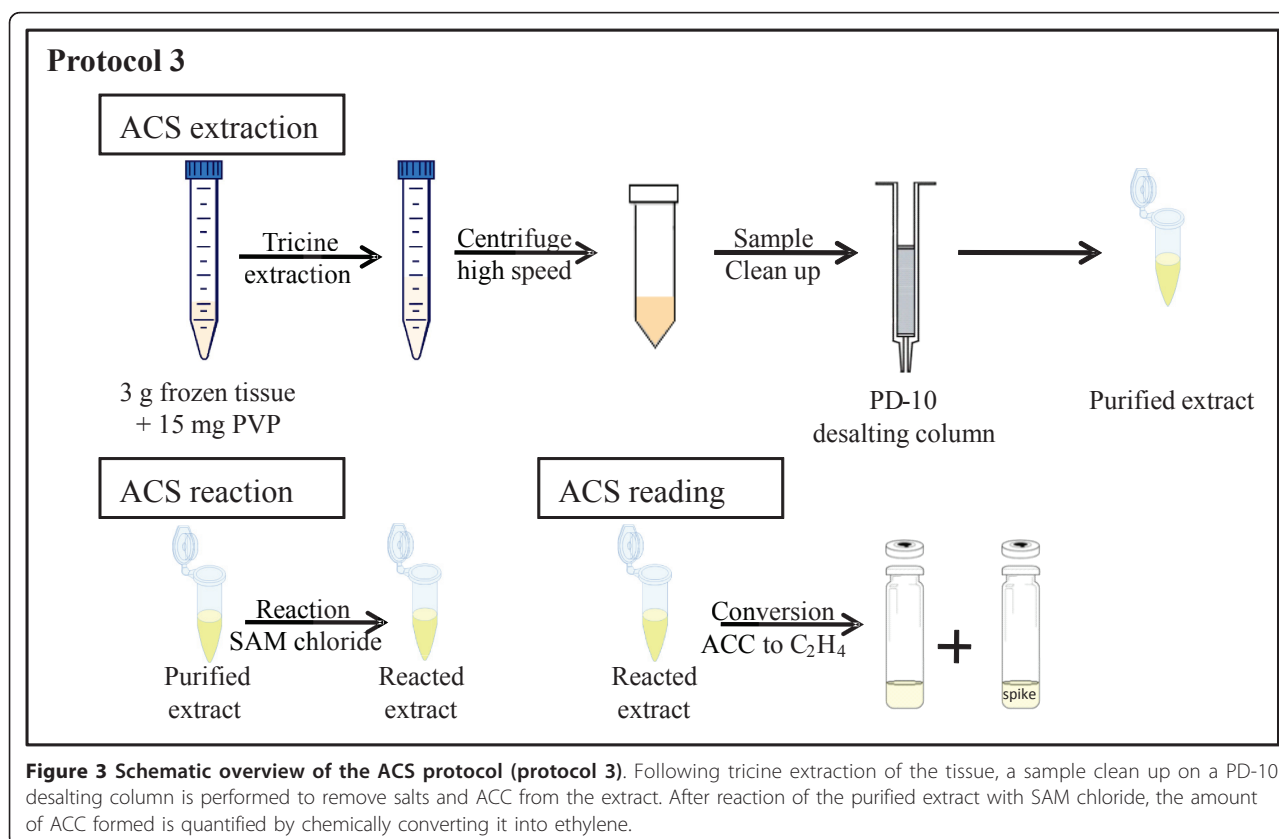 Protocol 3
ACS extraction
Tricine
extraction
Centrifuge
high speed
Sample
Clean up
3 g frozen tissue
+ 15 mg PVP
PD-10
desalting column
Purified extract
ACS reaction
ACS reading
Reaction
SAM chloride
Conversion
ACC to C₂H₄
spike
Purified
extract
Reacted
extract
Reacted
extract
+
Figure 3 Schematic overview of the ACS protocol (protocol 3). Following tricine extraction of the tissue, a sample clean up on a PD-10
desalting column is performed to remove salts and ACC from the extract. After reaction of the purified extract with SAM chloride, the amount
of ACC formed is quantified by chemically converting it into ethylene.